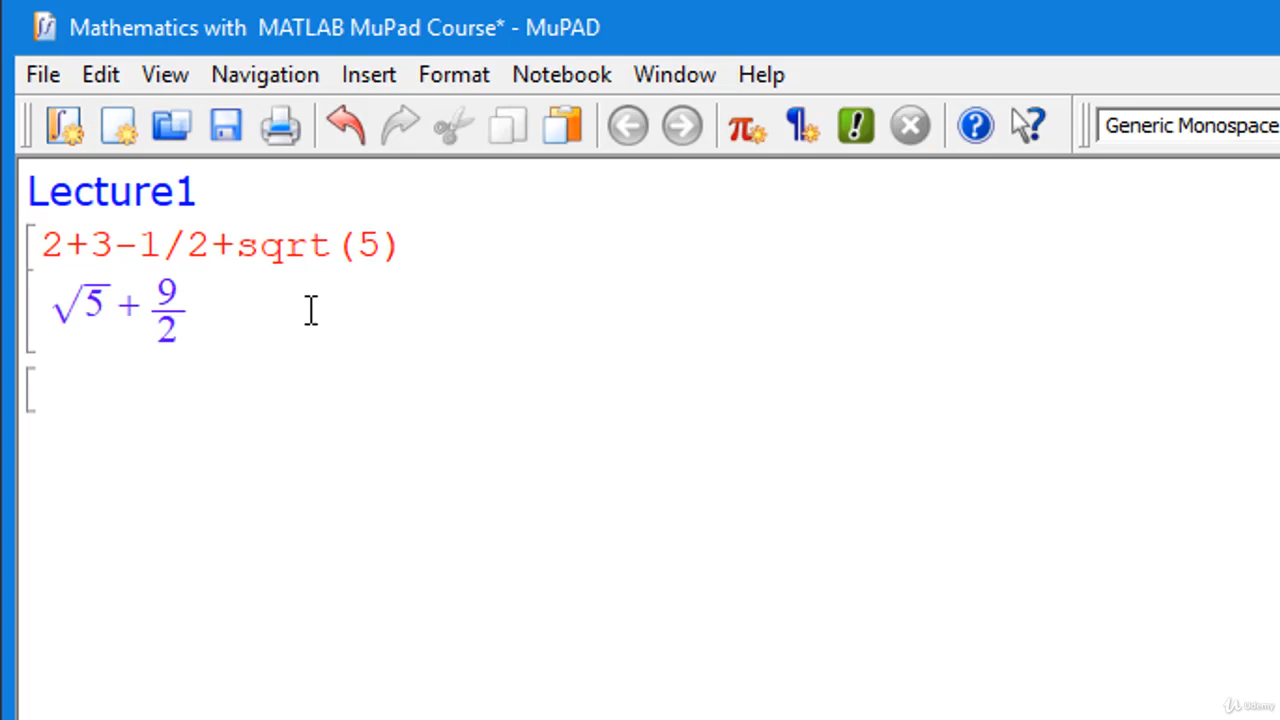 Mathematics with  MATLAB MuPad Course* - MuPAD
File Edit View Navigation Insert Format Notebook Window Help
Generic Monospace
Lecture1
2+3-1/2+sqrt(5)
√5 + 9/2
Udemy